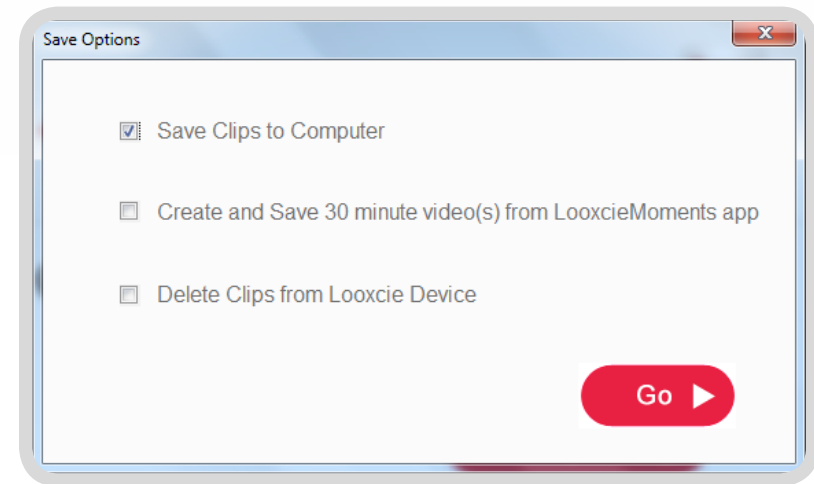 Save Options
Save Clips to Computer
Create and Save 30 minute video(s) from LooxcieMoments app
Delete Clips from Looxcie Device
Go